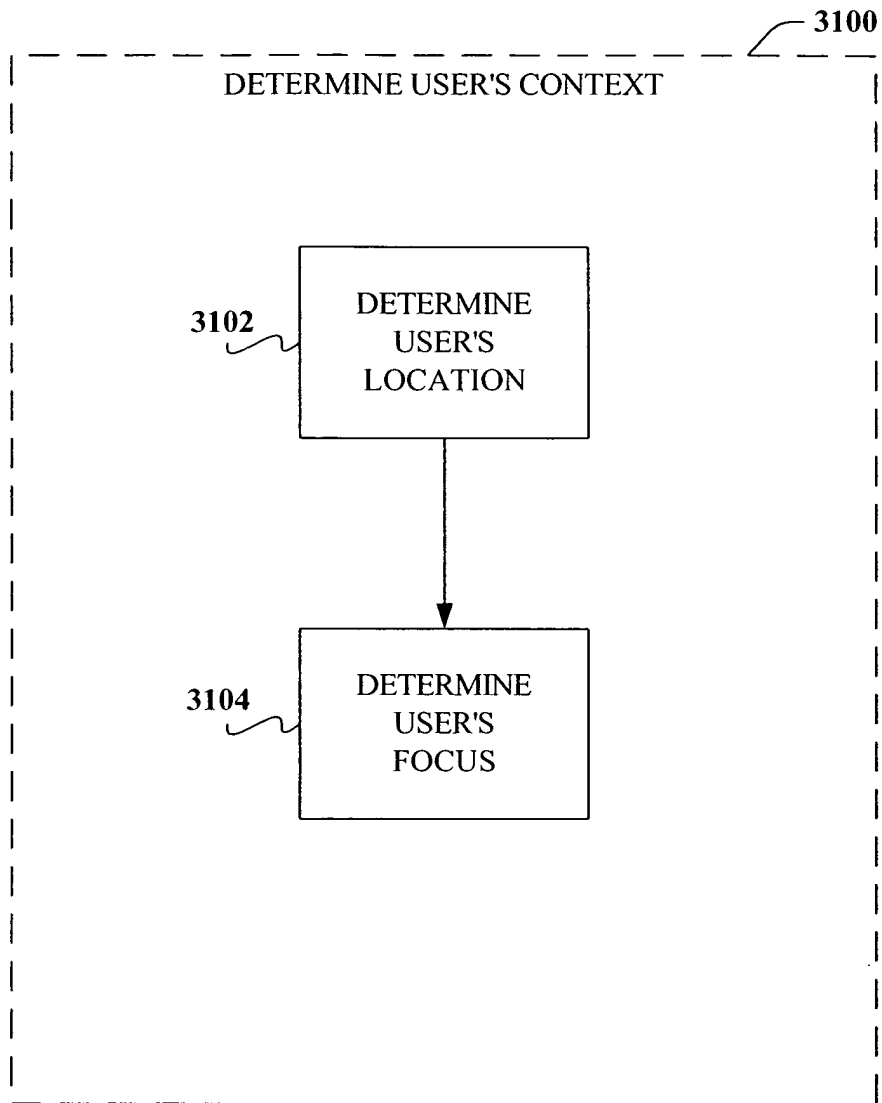 3100
DETERMINE USER'S CONTEXT
3102
DETERMINE
USER'S
LOCATION
3104
DETERMINE
USER'S
FOCUS